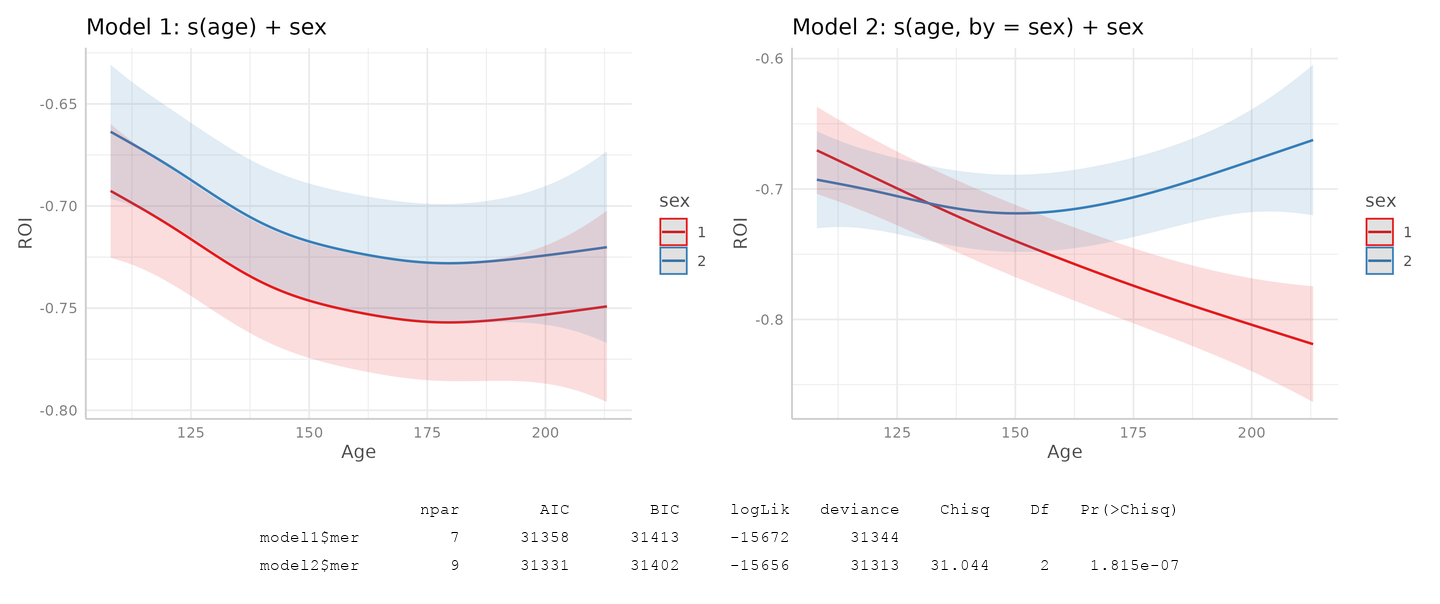 Model 1: s(age) + sex
-0.65
-0.70
-0.75
-0.80
ROI
125 150 175 200
Age
sex
1
2
Model 2: s(age, by = sex) + sex
-0.6
-0.7
-0.8
ROI
125 150 175 200
Age
sex
1
2
npar AIC BIC logLik deviance Chisq Df Pr(>Chisq)
model1$mer 7 31358 31413 -15672 31344
model2$mer 9 31331 31402 -15656 31313 31.044 2 1.815e-07